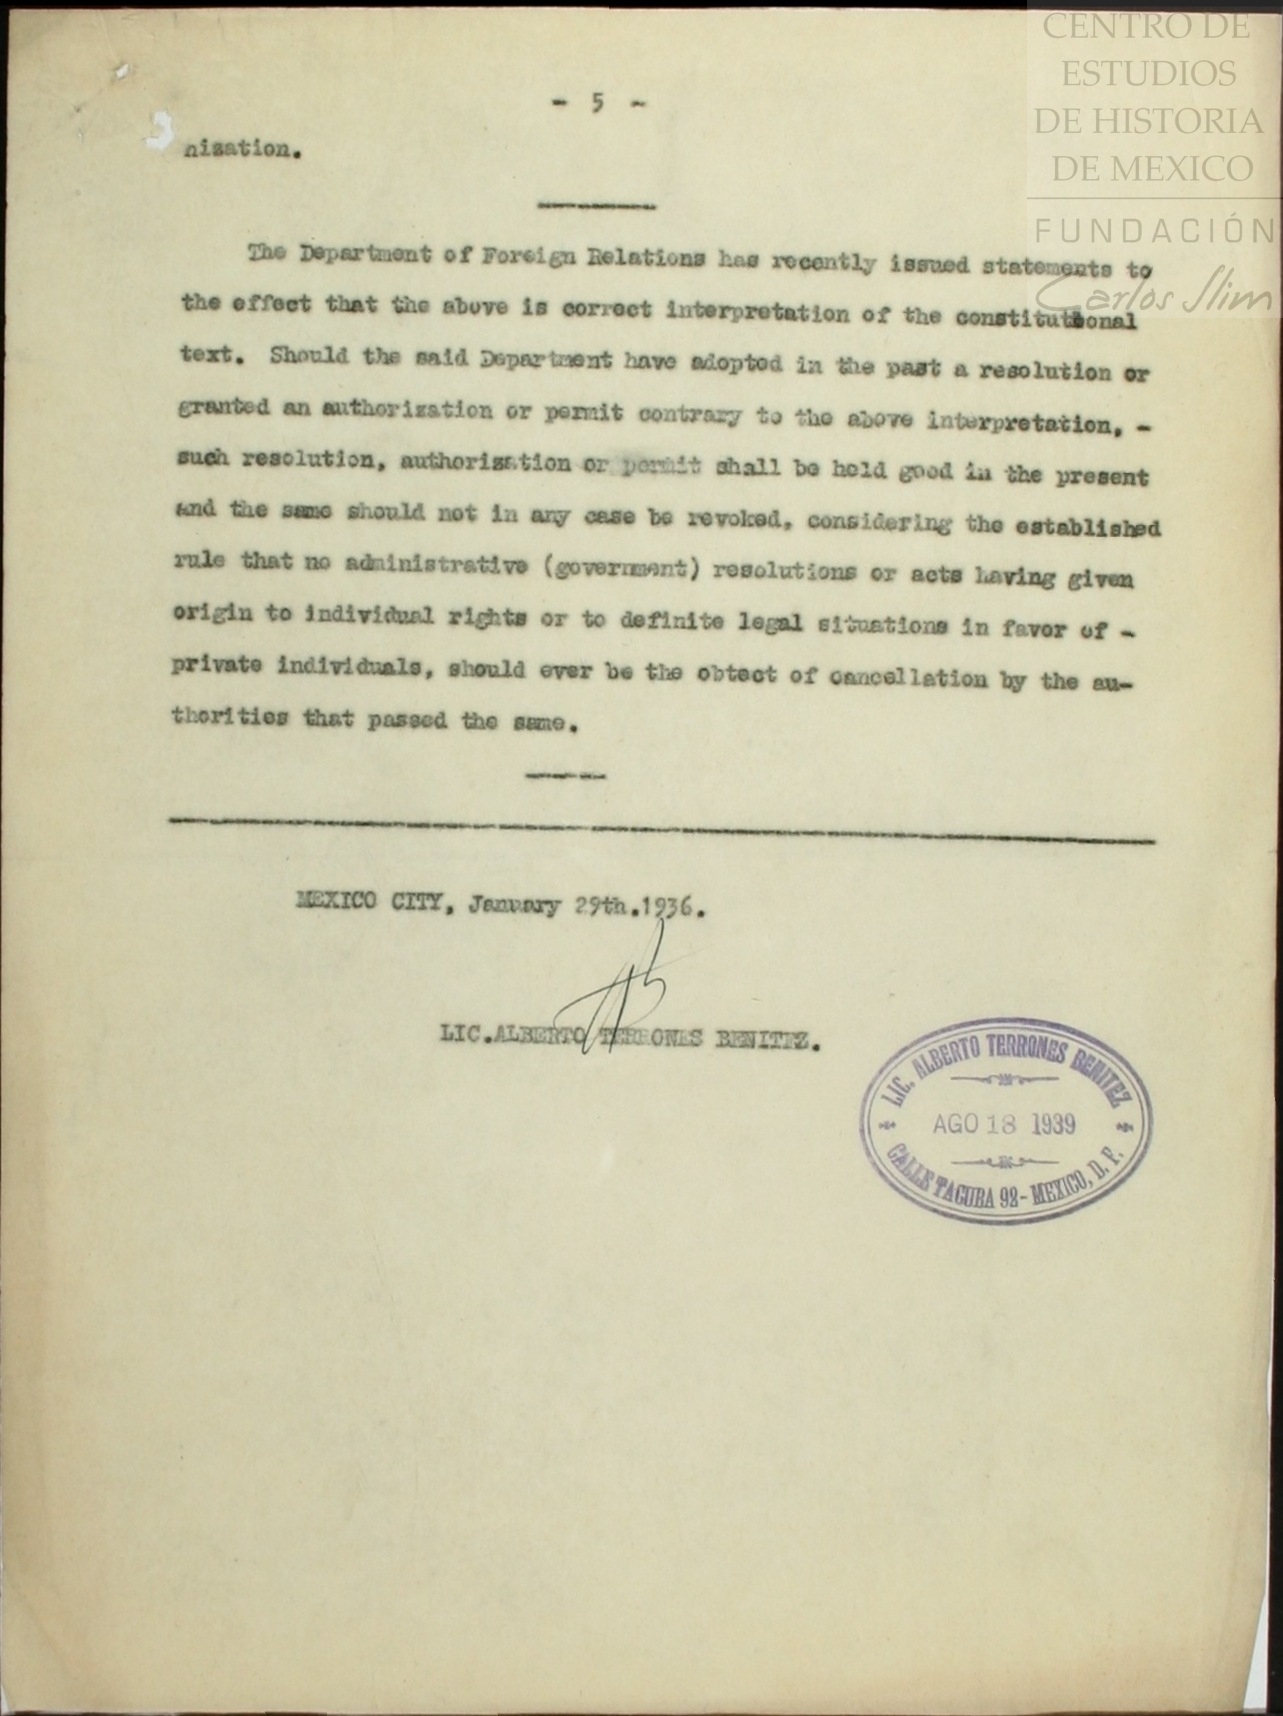 CENTRO DE
ESTUDIOS
DE HISTORIA
DE MEXICO
FUNDACIÓN
Carlos Slim
- 5 -
nization.
The Department of Foreign Relations has recently issued statements to
the effect that the above is correct interpretation of the constitutional
text. Should the said Department have adopted in the past a resolution or
granted an authorization or permit contrary to the above interpretation, -
such resolution, authorization or permit shall be held good in the present
and the same should not in any case be revoked, considering the established
rule that no administrative (government) resolutions or acts having given
origin to individual rights or to definite legal situations in favor of -
private individuals, should ever be the obtect of cancellation by the au-
thorities that passed the same.
MEXICO CITY, January 29th.1936.
LIC.ALBERTO TERRONES BENITEZ.
LIC. ALBERTO TERRONES BENITEZ
AGO 18 1939
CALLE TACUBA 92 - MEXICO, D. F.